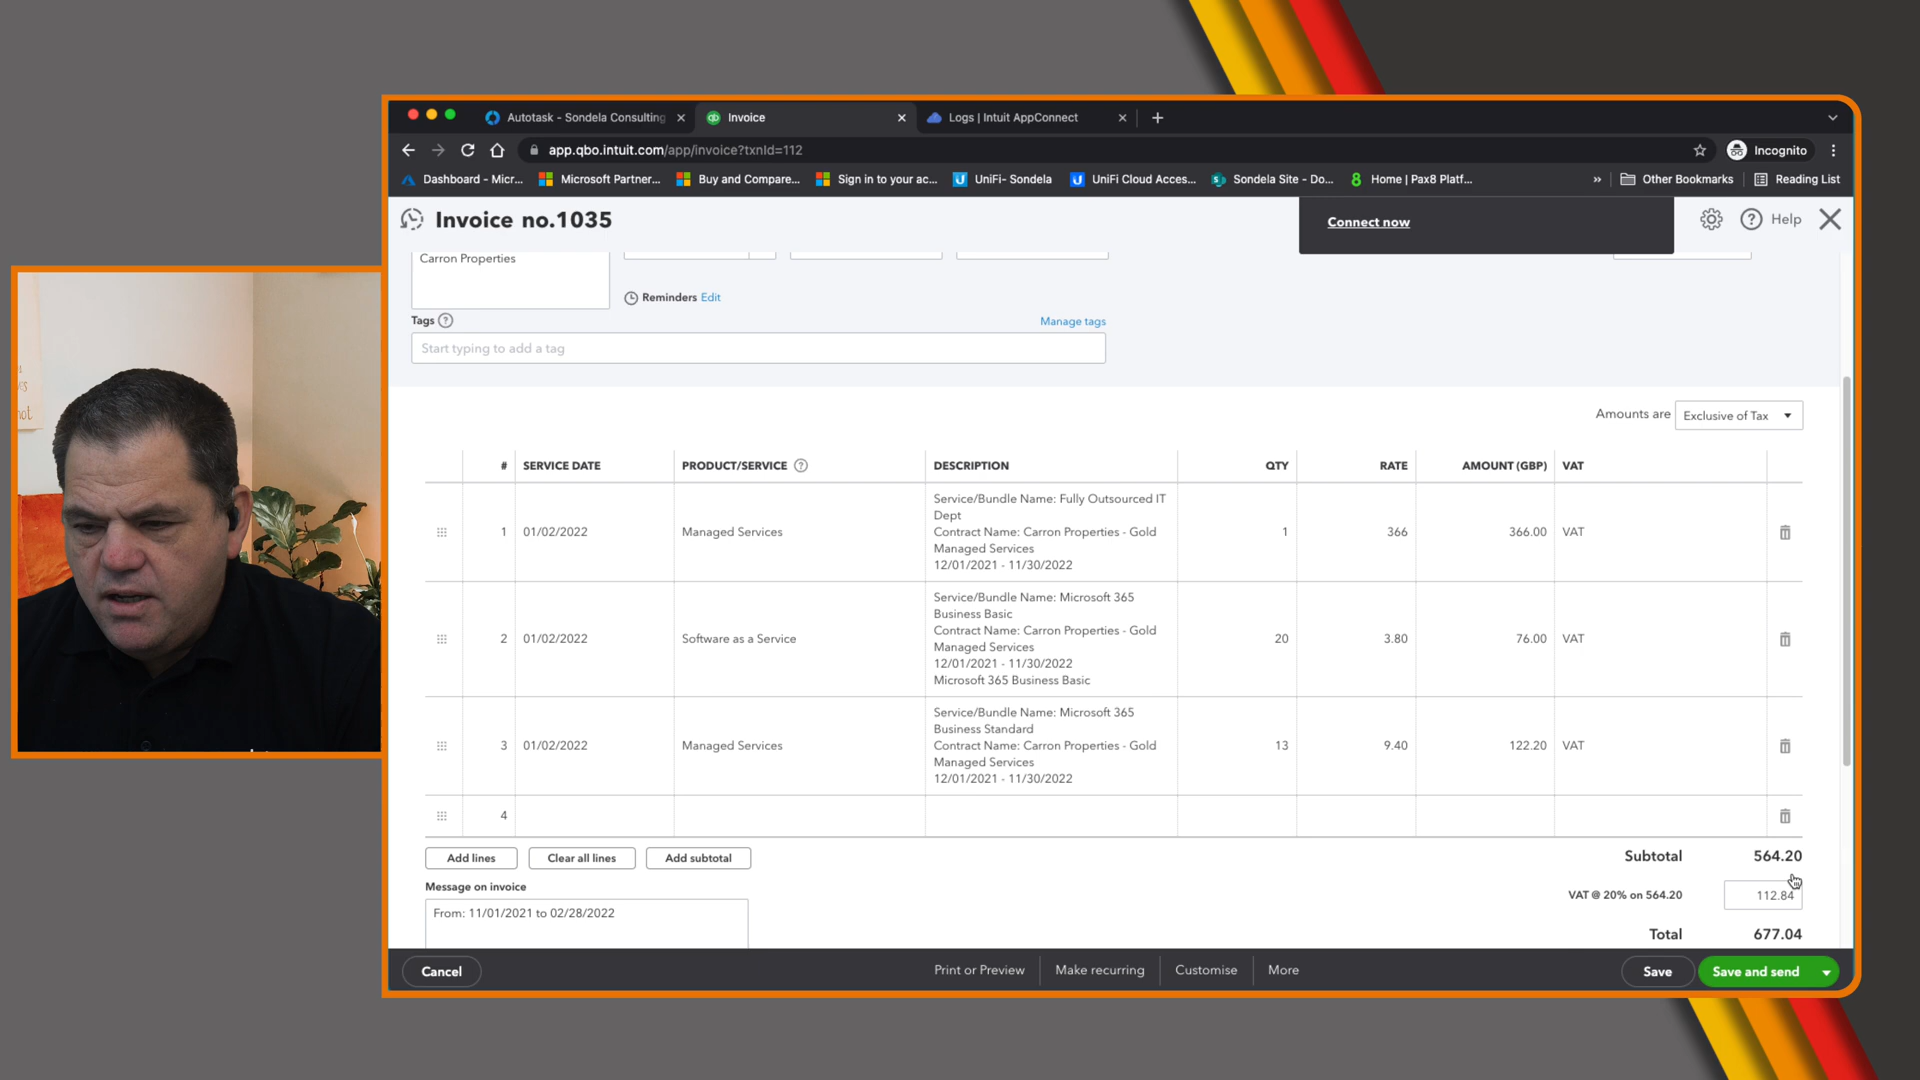 Autotask - Sondela Consulting
Invoice
Logs | Intuit AppConnect
app.qbo.intuit.com/app/invoice?txnId=112
Incognito
Dashboard - Micr...
Microsoft Partner...
Buy and Compare...
Sign in to your ac...
UniFi- Sondela
UniFi Cloud Acces...
Sondela Site - Do...
Home | Pax8 Platf...
»
Other Bookmarks
Reading List
Invoice no.1035
Connect now
Help
Carron Properties
Reminders Edit
Tags
Manage tags
Start typing to add a tag
Amounts are Exclusive of Tax
# SERVICE DATE PRODUCT/SERVICE DESCRIPTION QTY RATE AMOUNT (GBP) VAT
Service/Bundle Name: Fully Outsourced IT
Dept
1 01/02/2022 Managed Services Contract Name: Carron Properties - Gold 1 366 366.00 VAT
Managed Services
12/01/2021 - 11/30/2022
Service/Bundle Name: Microsoft 365
Business Basic
Contract Name: Carron Properties - Gold
2 01/02/2022 Software as a Service 20 3.80 76.00 VAT
Managed Services
12/01/2021 - 11/30/2022
Microsoft 365 Business Basic
Service/Bundle Name: Microsoft 365
Business Standard
3 01/02/2022 Managed Services Contract Name: Carron Properties - Gold 13 9.40 122.20 VAT
Managed Services
12/01/2021 - 11/30/2022
4
Add lines Clear all lines Add subtotal
Subtotal 564.20
Message on invoice
VAT @ 20% on 564.20 112.84
From: 11/01/2021 to 02/28/2022
Total 677.04
Cancel
Print or Preview
Make recurring
Customise
More
Save
Save and send